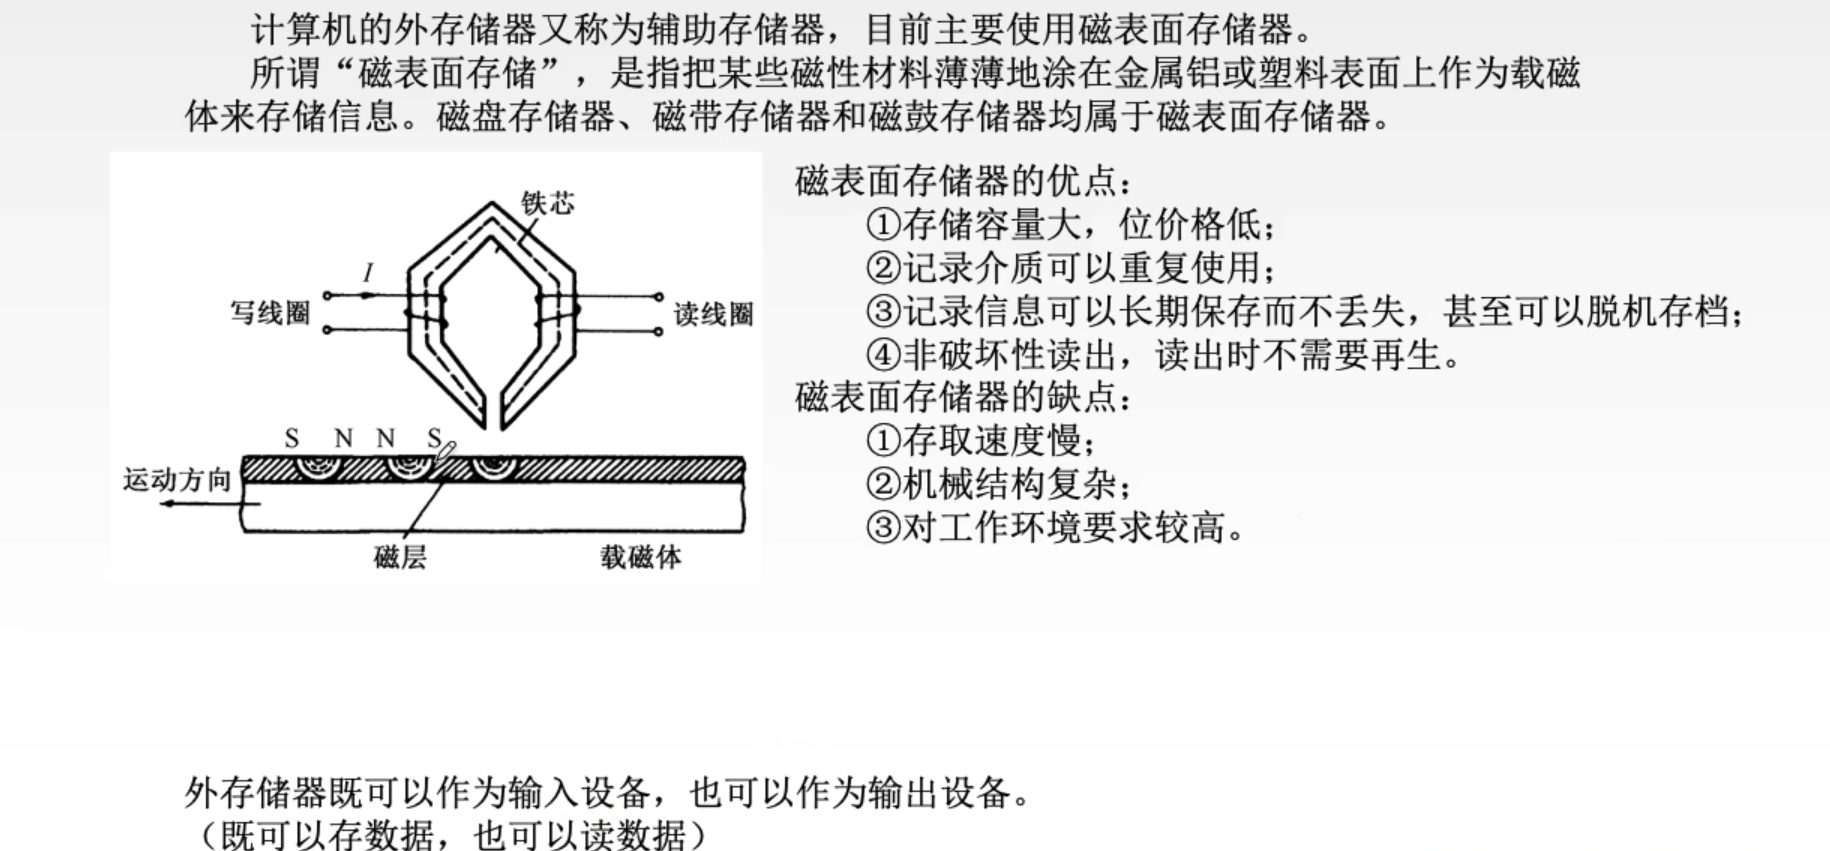 计算机的外存储器又称为辅助存储器，目前主要使用磁表面存储器。
所谓“磁表面存储”，是指把某些磁性材料薄薄地涂在金属铝或塑料表面上作为载磁
体来存储信息。磁盘存储器、磁带存储器和磁鼓存储器均属于磁表面存储器。
铁芯
I
写线圈
读线圈
S N N S
运动方向
磁层
载磁体
磁表面存储器的优点：
①存储容量大，位价格低；
②记录介质可以重复使用；
③记录信息可以长期保存而不丢失，甚至可以脱机存档；
④非破坏性读出，读出时不需要再生。
磁表面存储器的缺点：
①存取速度慢；
②机械结构复杂；
③对工作环境要求较高。
外存储器既可以作为输入设备，也可以作为输出设备。
（既可以存数据，也可以读数据）